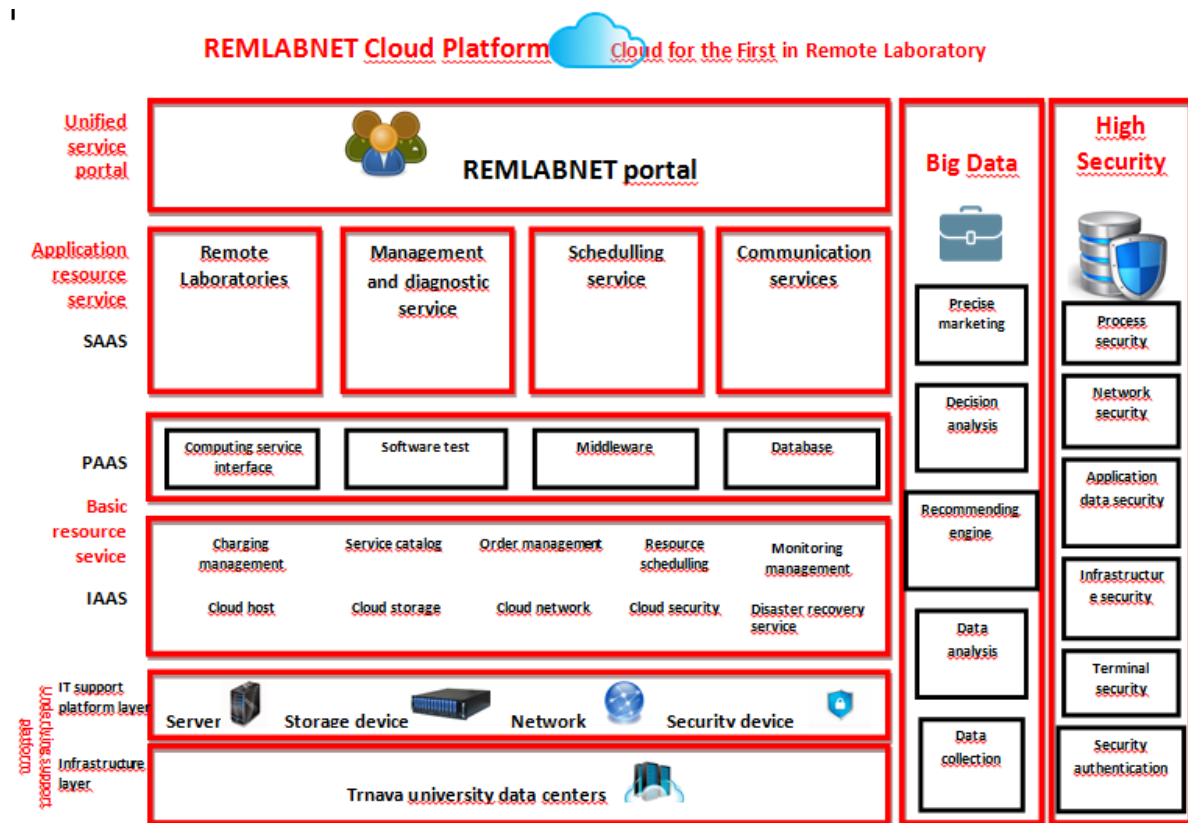 REMLABNET Cloud Platform Cloud for the First in Remote Laboratory
Unified
service
portal
REMLABNET portal
Application
resource
service
SAAS
Remote
Laboratories
Management
and diagnostic
service
Schedulling
service
Communication
services
PAAS
Computing service
interface
Software test
Middleware
Database
Basic
resource
sevice
IAAS
Charging
management
Service catalog
Order management
Resource
schedulling
Monitoring
management
Cloud host
Cloud storage
Cloud network
Cloud security
Disaster recovery
service
Underlying support
platform
IT support
platform layer
Server
Storage device
Network
Security device
Infrastructure
layer
Trnava university data centers
Big Data
Precise
marketing
Decision
analysis
Recommending
engine
Data
analysis
Data
collection
High
Security
Process
security
Network
security
Application
data security
Infrastructur
e security
Terminal
security
Security
authentication